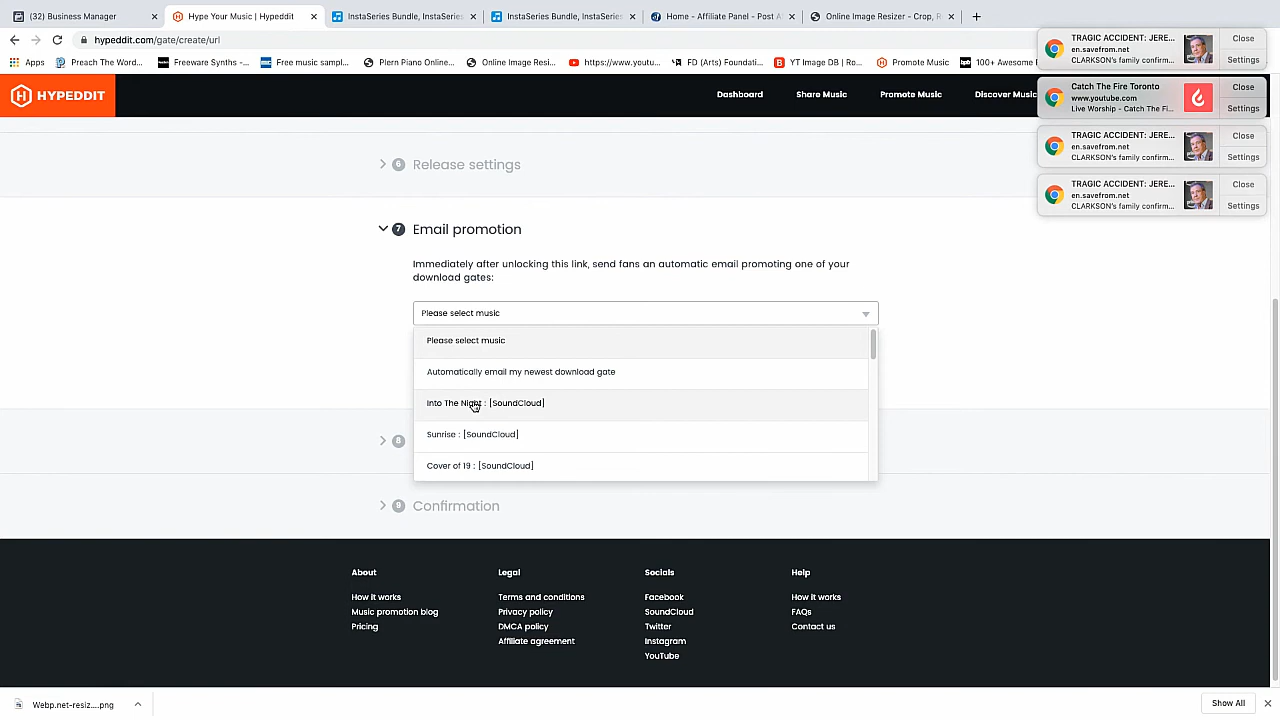 (32) Business Manager
Hype Your Music | Hypeddit
InstaSeries Bundle, InstaSeries
InstaSeries Bundle, InstaSeries
Home - Affiliate Panel - Post A
Online Image Resizer - Crop, R
hypeddit.com/gate/create/url
Apps
Preach The Word...
Freeware Synths –...
Free music sampl...
Plern Piano Online...
Online Image Resi...
https://www.youtu...
FD (Arts) Foundati...
YT Image DB | Ro...
Promote Music
100+ Awesome
TRAGIC ACCIDENT: JERE...
en.savefrom.net
CLARKSON's family confirm...
Close
Settings
Catch The Fire Toronto
www.youtube.com
Live Worship - Catch The Fi...
Close
Settings
TRAGIC ACCIDENT: JERE...
en.savefrom.net
CLARKSON's family confirm...
Close
Settings
TRAGIC ACCIDENT: JERE...
en.savefrom.net
CLARKSON's family confirm...
Close
Settings
HYPEDDIT
Dashboard
Share Music
Promote Music
Discover Music
6 Release settings
7 Email promotion
Immediately after unlocking this link, send fans an automatic email promoting one of your
download gates:
Please select music
Please select music
Automatically email my newest download gate
Into The Night : [SoundCloud]
Sunrise : [SoundCloud]
Cover of 19 : [SoundCloud]
8
9 Confirmation
About
How it works
Music promotion blog
Pricing
Legal
Terms and conditions
Privacy policy
DMCA policy
Affiliate agreement
Socials
Facebook
SoundCloud
Twitter
Instagram
YouTube
Help
How it works
FAQs
Contact us
Webp.net-resiz....png
Show All